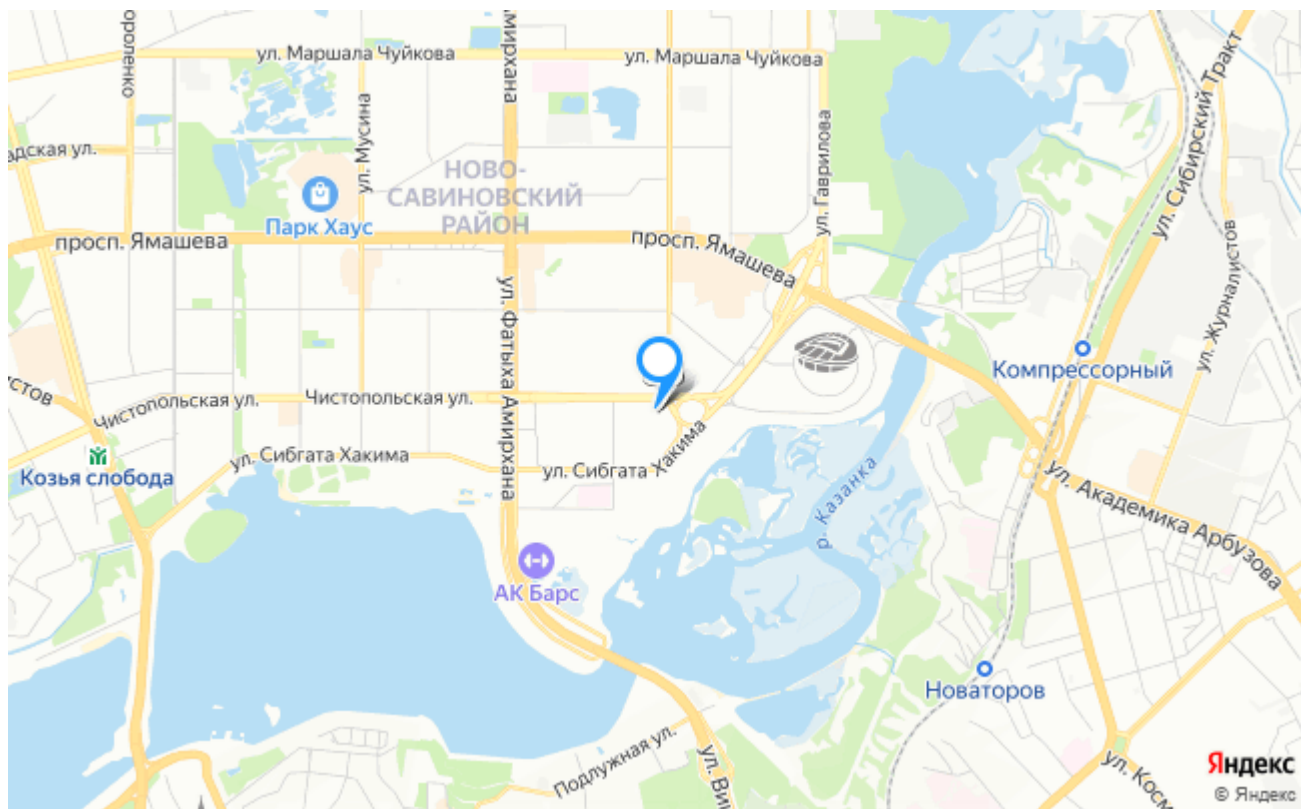 ороленко
ул. Маршала Чуйкова
Амирхана
ул. Маршала Чуйкова
ул. Сибирский Тракт
адская ул.
ул. Мусина
НОВО-
САВИНОВСКИЙ
РАЙОН
ул. Гаврилова
Парк Хаус
просп. Ямашева
просп. Ямашева
ул. Журналистов
ул. Фатыха Амирхана
Компрессорный
истов
Чистопольская ул.
Чистопольская ул.
Козья слобода
ул. Сибгата Хакима
ул. Сибгата Хакима
р. Казанка
ул. Академика Арбузова
АК Барс
Новаторов
Подлужная ул.
ул. Ви
ул. Косм
Яндекс
© Яндекс